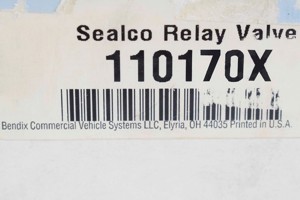 Sealco Relay Valve
110170X
Bendix Commercial Vehicle Systems LLC, Elyria, OH 44035 Printed in U.S.A.